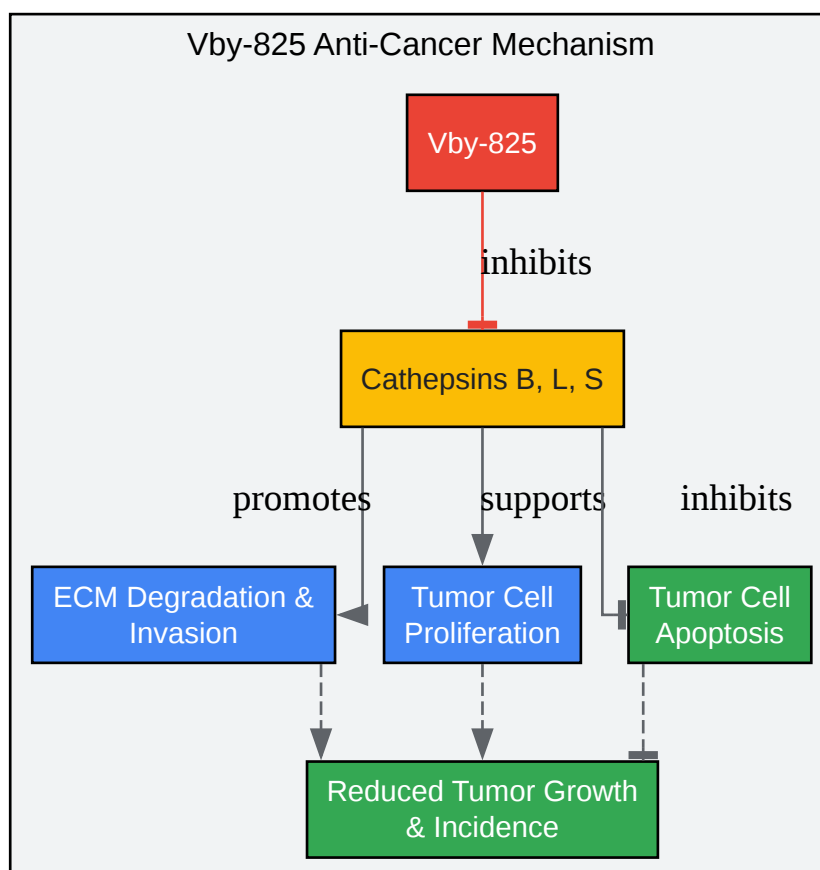 Vby-825 Anti-Cancer Mechanism
Vby-825
inhibits
Cathepsins B, L, S
promotes
supports
inhibits
ECM Degradation &
Invasion
Tumor Cell
Proliferation
Tumor Cell
Apoptosis
Reduced Tumor Growth
& Incidence